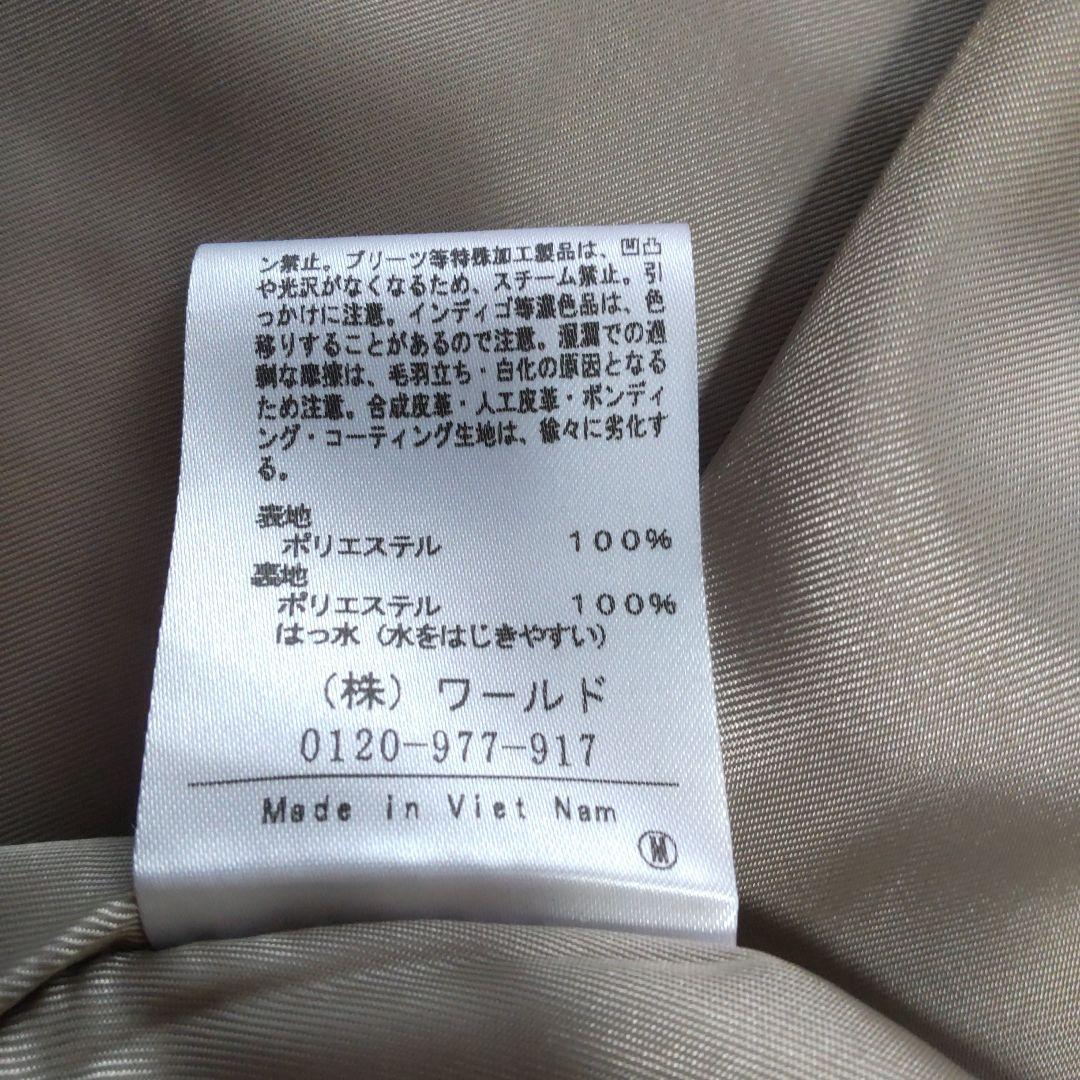 ン禁止。プリーツ等特殊加工製品は、凹凸
や光沢がなくなるため、スチーム禁止。引
っかけに注意。インディゴ等濃色品は、色
移りすることがあるので注意。湿潤での過
剰な摩擦は、毛羽立ち・白化の原因となる
ため注意。合成皮革・人工皮革・ボンディ
ング・コーティング生地は、徐々に劣化す
る。
表地
ポリエステル 100%
裏地
ポリエステル 100%
はっ水(水をはじきやすい)
(株)ワールド
0120-977-917
Made in Viet Nam
Ⓜ